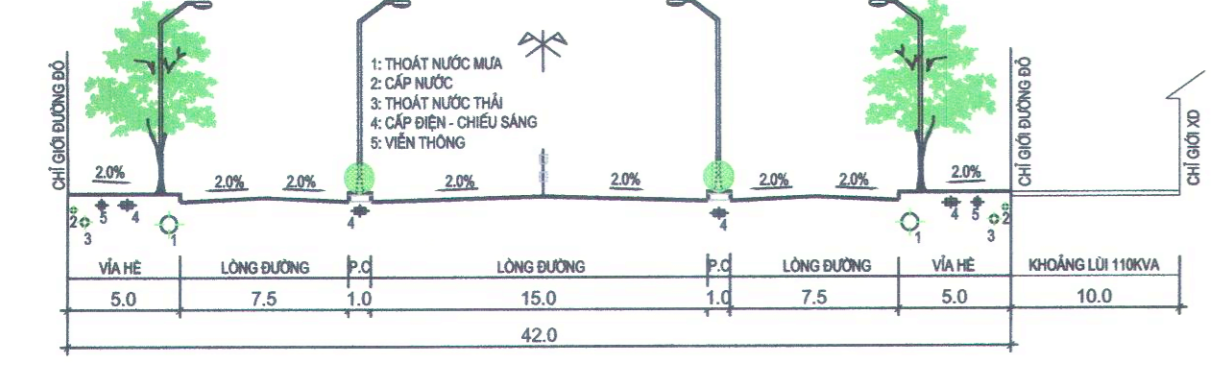 1: THOÁT NƯỚC MƯA
2: CẤP NƯỚC
3: THOÁT NƯỚC THẢI
4: CẤP ĐIỆN - CHIẾU SÁNG
5: VIỄN THÔNG
CHỈ GIỚI ĐƯỜNG ĐỎ
CHỈ GIỚI ĐƯỜNG ĐỎ
CHỈ GIỚI XD
2.0% 2.0% 2.0% 2.0% 2.0% 2.0% 2.0% 2.0%
2 3 5 4 1 4 4 1 4 5 3 2
VỈA HÈ LÒNG ĐƯỜNG P.C LÒNG ĐƯỜNG P.C LÒNG ĐƯỜNG VỈA HÈ KHOẢNG LÙI 110KVA
5.0 7.5 1.0 15.0 1.0 7.5 5.0 10.0
42.0